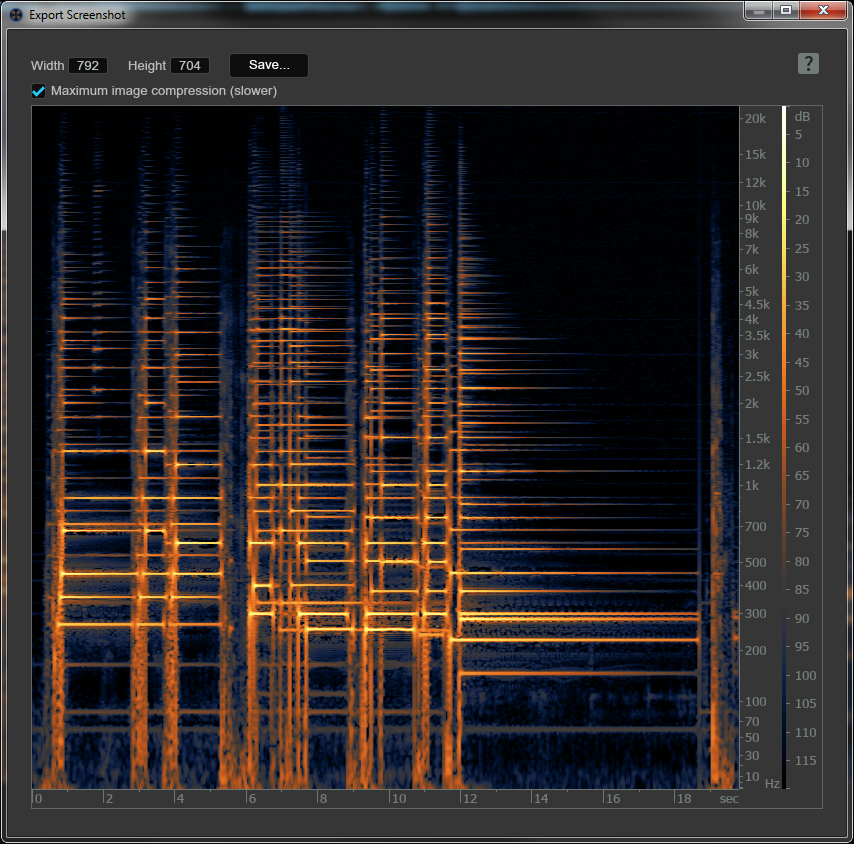 Export Screenshot
Width 792 Height 704 Save... ?
Maximum image compression (slower)
dB
20k
15k
12k
10k
9k
8k
7k
6k
5k
4.5k
4k
3.5k
3k
2.5k
2k
1.5k
1.2k
1k
700
500
400
300
200
100
70
50
30
10
Hz
5
10
15
20
25
30
35
40
45
50
55
60
65
70
75
80
85
90
95
100
105
110
115
0 2 4 6 8 10 12 14 16 18 sec